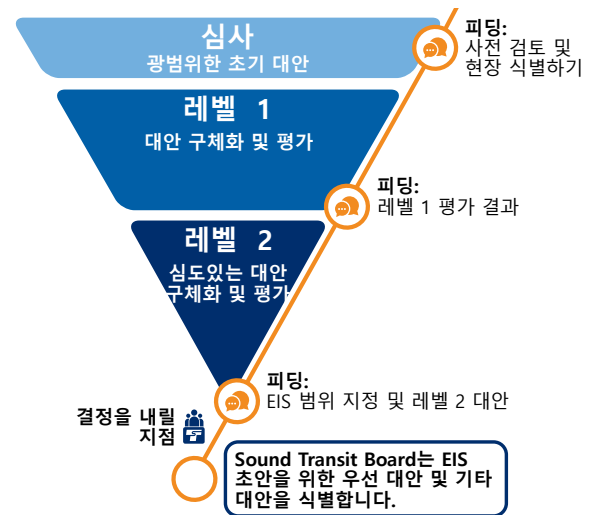 심사
광범위한 초기 대안
피딩:
사전 검토 및
현장 식별하기
레벨 1
대안 구체화 및 평가
피딩:
레벨 1 평가 결과
레벨 2
심도있는 대안
구체화 및 평가
피딩:
EIS 범위 지정 및 레벨 2 대안
결정을 내릴
지점
Sound Transit Board는 EIS
초안을 위한 우선 대안 및 기타
대안을 식별합니다.